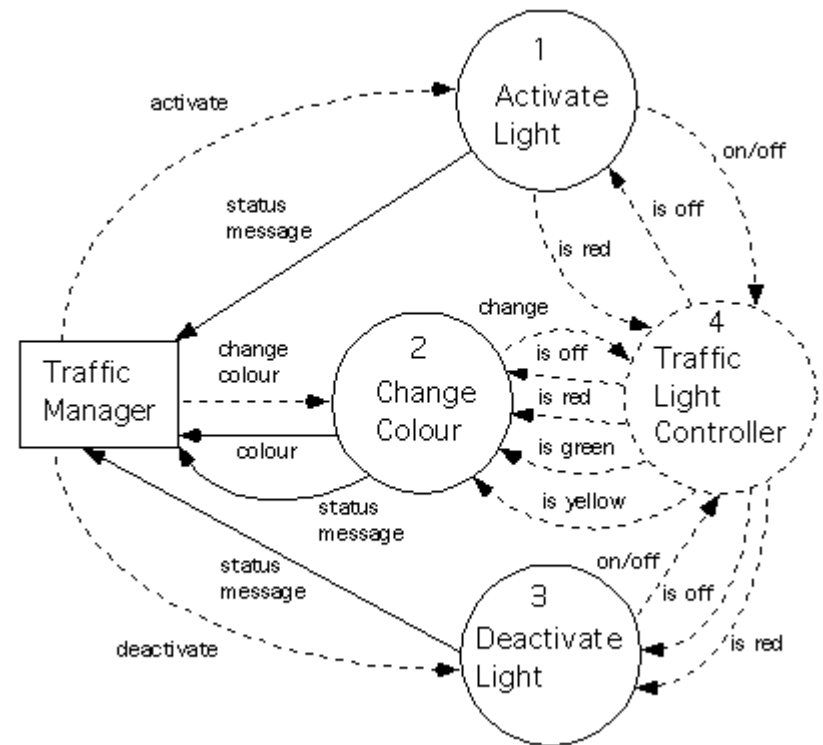 1
Activate
Light
activate
on/off
status
message
is off
is red
change
4
Traffic
Light
Controller
2
Change
Colour
is off
is red
is green
is yellow
Traffic
Manager
change
colour
colour
status
message
status
message
on/off
is off
is red
3
Deactivate
Light
deactivate